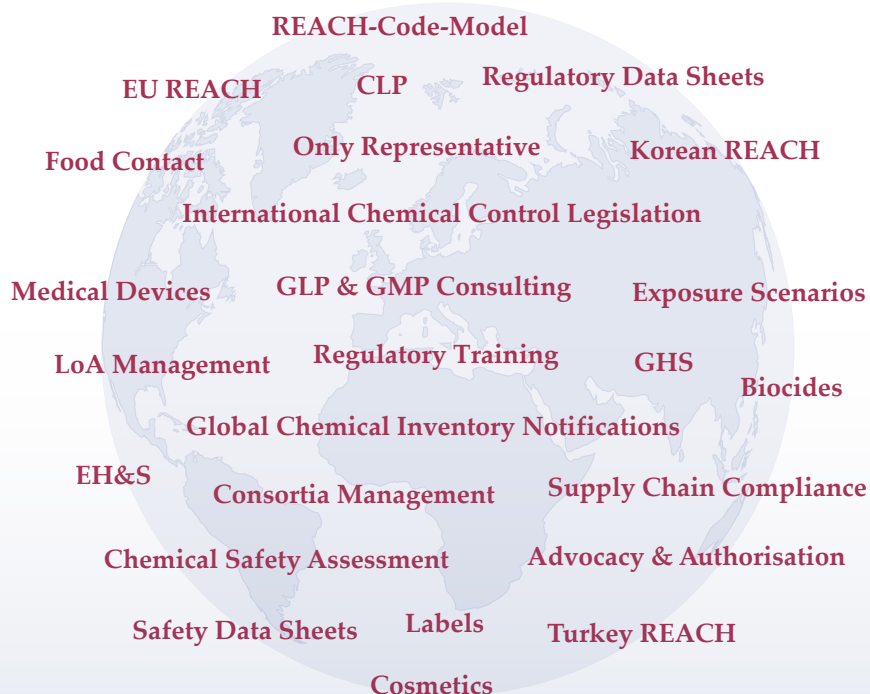 REACH-Code-Model
EU REACH
CLP
Regulatory Data Sheets
Food Contact
Only Representative
Korean REACH
International Chemical Control Legislation
Medical Devices
GLP & GMP Consulting
Exposure Scenarios
LoA Management
Regulatory Training
GHS
Biocides
Global Chemical Inventory Notifications
EH&S
Consortia Management
Supply Chain Compliance
Chemical Safety Assessment
Advocacy & Authorisation
Safety Data Sheets
Labels
Turkey REACH
Cosmetics